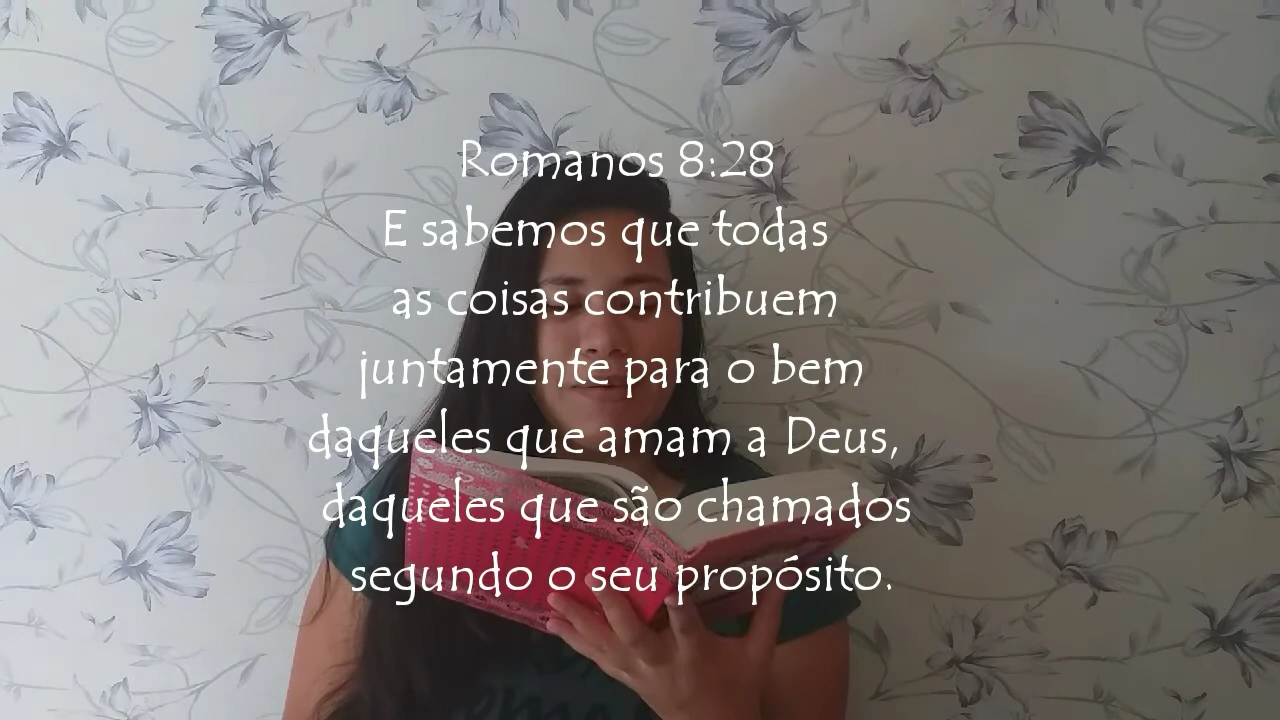 Romanos 8:28
E sabemos que todas
as coisas contribuem
juntamente para o bem
daqueles que amam a Deus,
daqueles que são chamados
segundo o seu propósito.